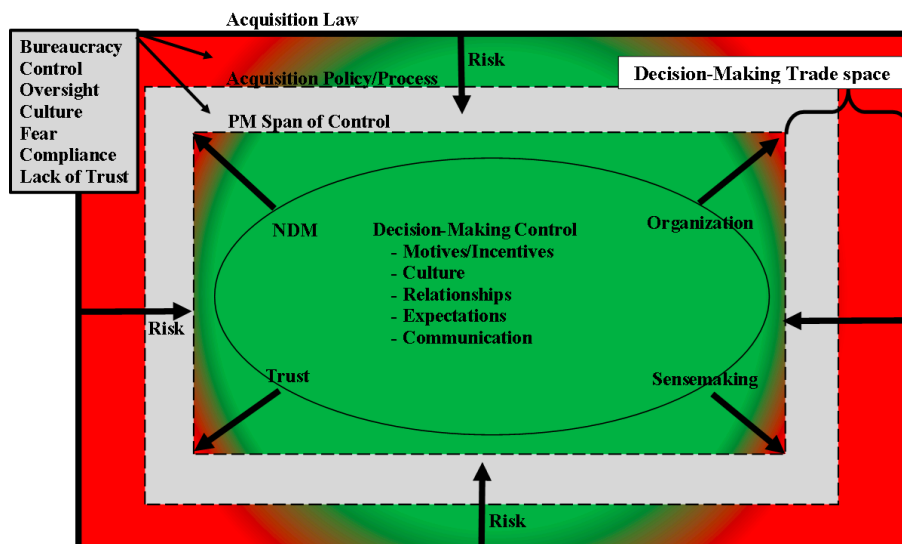 Acquisition Law
Bureaucracy
Control
Oversight
Culture
Fear
Compliance
Lack of Trust
Risk
Acquisition Policy/Process
Decision-Making Trade space
PM Span of Control
NDM
Organization
Decision-Making Control
- Motives/Incentives
- Culture
- Relationships
- Expectations
- Communication
Risk
Trust
Sensemaking
Risk